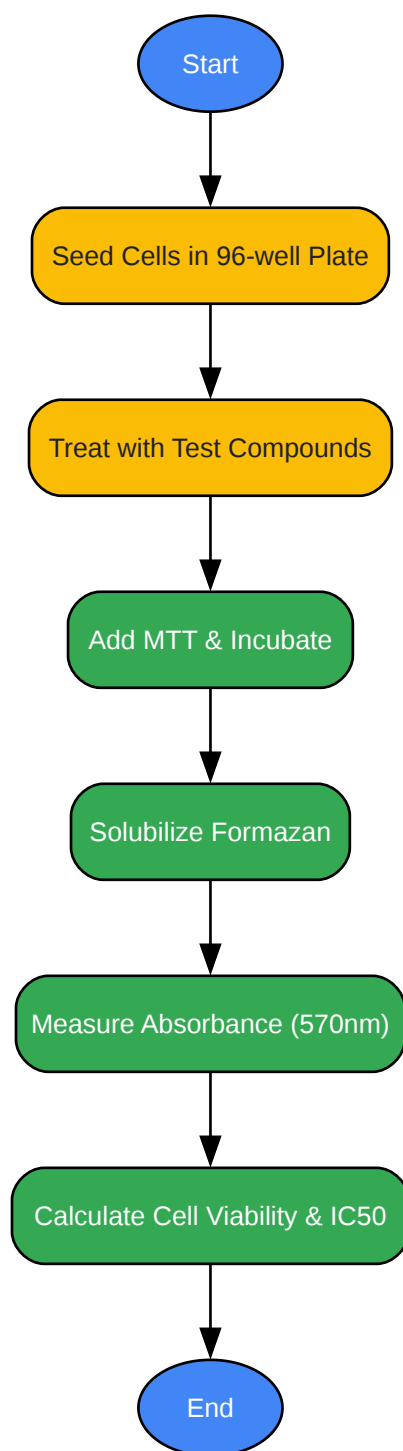 Start
Seed Cells in 96-well Plate
Treat with Test Compounds
Add MTT & Incubate
Solubilize Formazan
Measure Absorbance (570nm)
Calculate Cell Viability & IC50
End